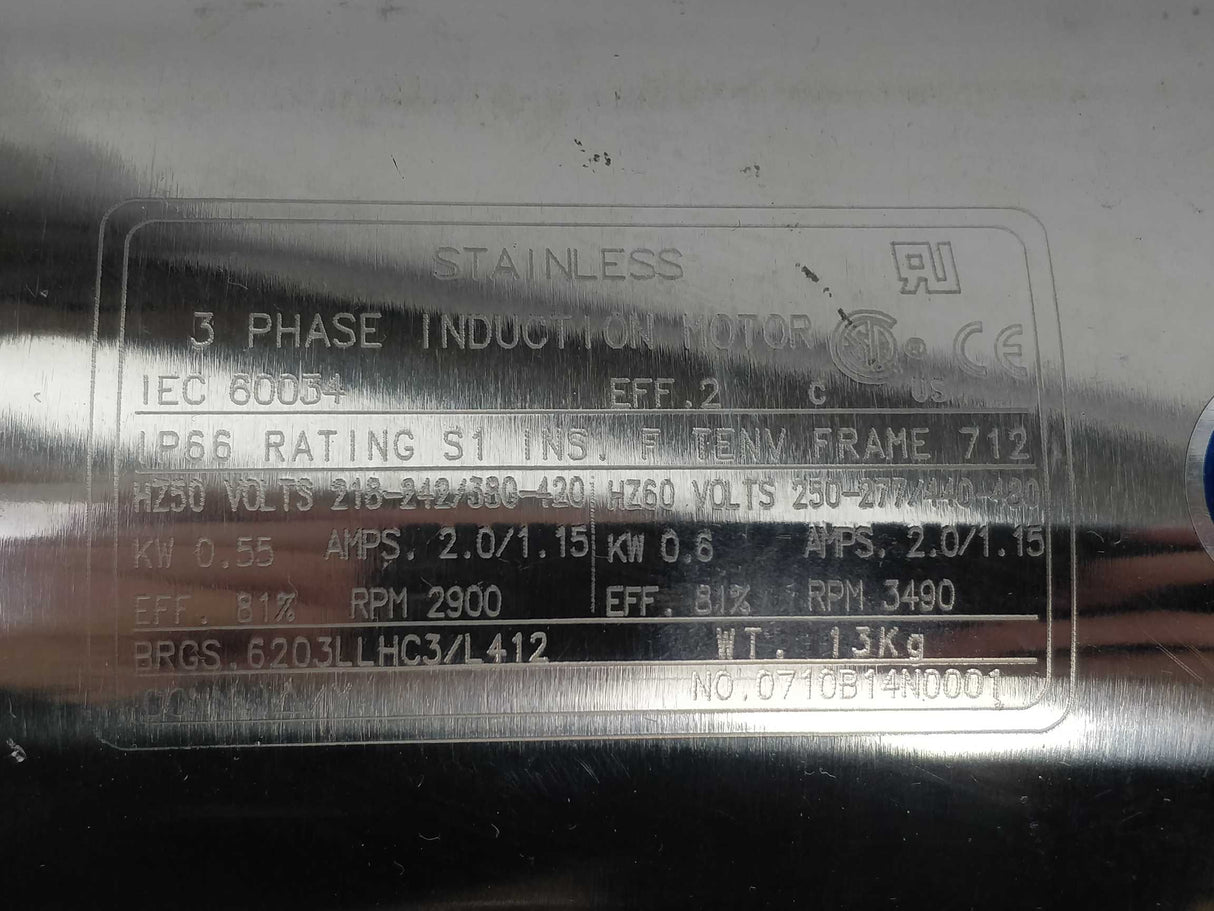 STAINLESS
3 PHASE INDUCTION MOTOR CE
IEC 60034 EFF.2 C US
IP66 RATING S1 INS. F TENV FRAME 712
HZ50 VOLTS 218-242/380-420 HZ60 VOLTS 250-277/440-480
KW 0.55 AMPS. 2.0/1.15 KW 0.6 AMPS. 2.0/1.15
EFF. 81% RPM 2900 EFF. 81% RPM 3490
BRGS.6203LLHC3/L412 WT. 13Kg
NO.0710B14N0001